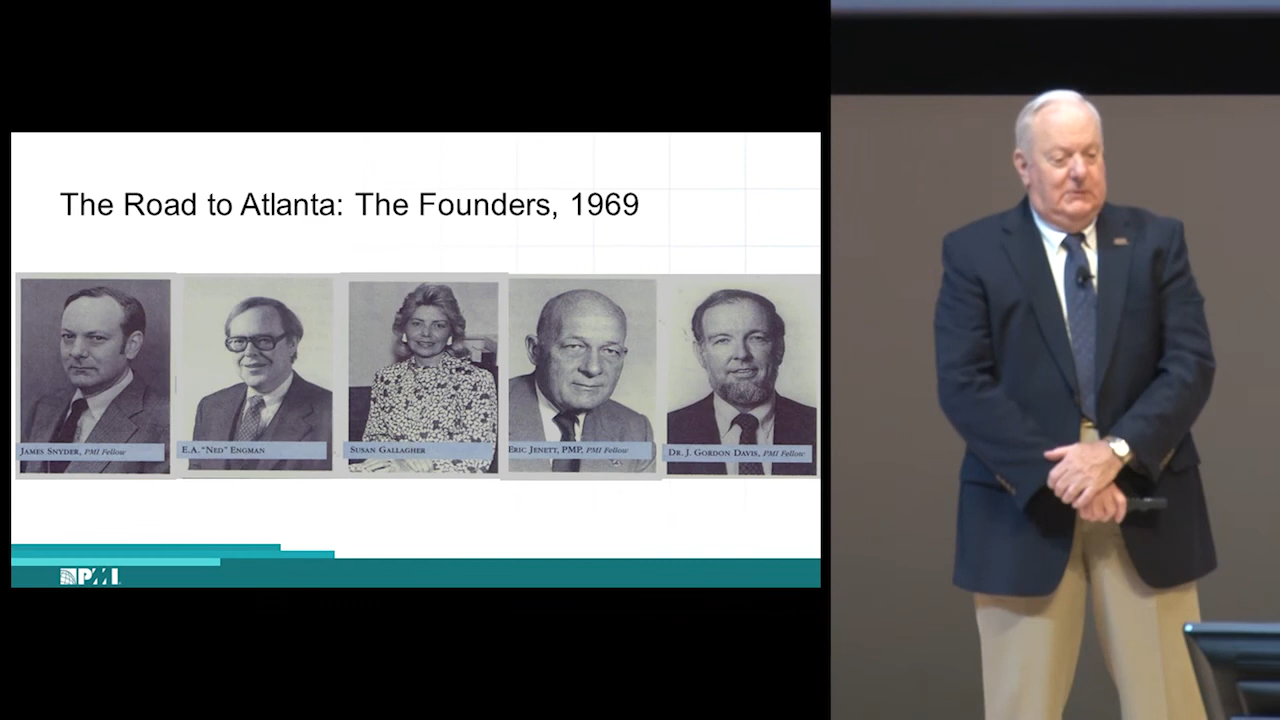 The Road to Atlanta: The Founders, 1969
JAMES SNYDER, PMI Fellow
E.A. "NED" ENGMAN
SUSAN GALLAGHER
ERIC JENETT, PMP, PMI Fellow
DR. J. GORDON DAVIS, PMI Fellow
PMI